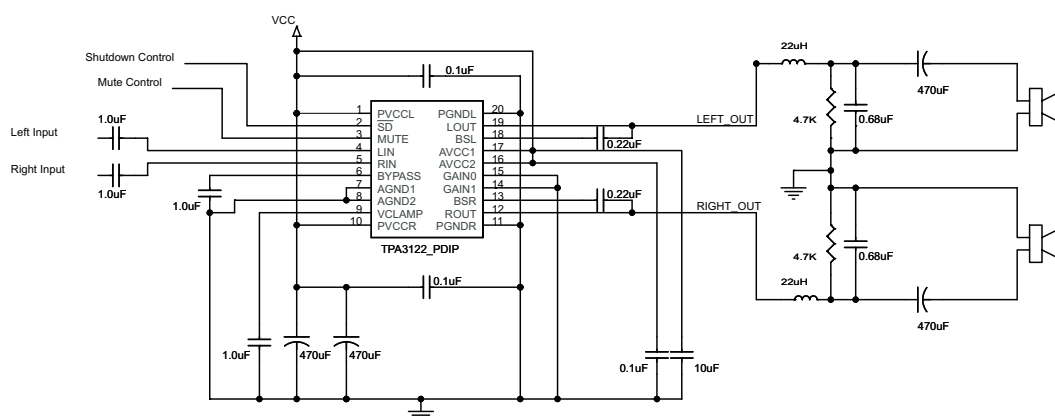 VCC
Shutdown Control
Mute Control
0.1uF
1.0uF
Left Input
Right Input
1.0uF
1 PVCCL
2 SD
3 MUTE
4 LIN
5 RIN
6 BYPASS
7 AGND1
8 AGND2
9 VCLAMP
10 PVCCR
PGNDL 20
LOUT 19
BSL 18
AVCC1 17
AVCC2 16
GAIN0 15
GAIN1 14
BSR 13
ROUT 12
PGNDR 11
TPA3122_PDIP
1.0uF
0.22uF
0.22uF
LEFT_OUT
RIGHT_OUT
22uH
4.7K
0.68uF
470uF
4.7K
0.68uF
22uH
470uF
0.1uF
1.0uF
470uF
470uF
0.1uF
10uF